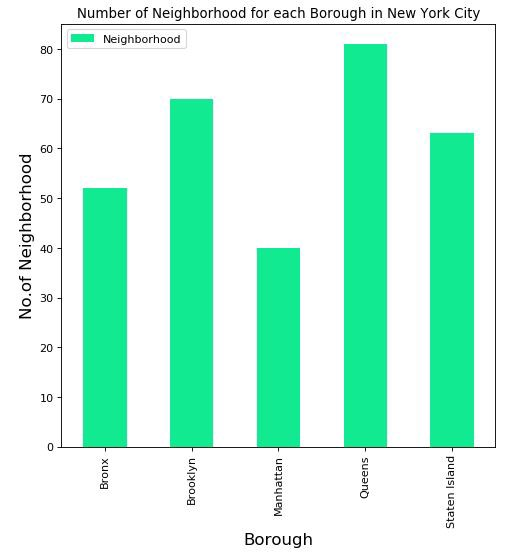 Number of Neighborhood for each Borough in New York City
Neighborhood
80
70
60
50
40
30
20
10
0
No.of Neighborhood
Bronx
Brooklyn
Manhattan
Queens
Staten Island
Borough